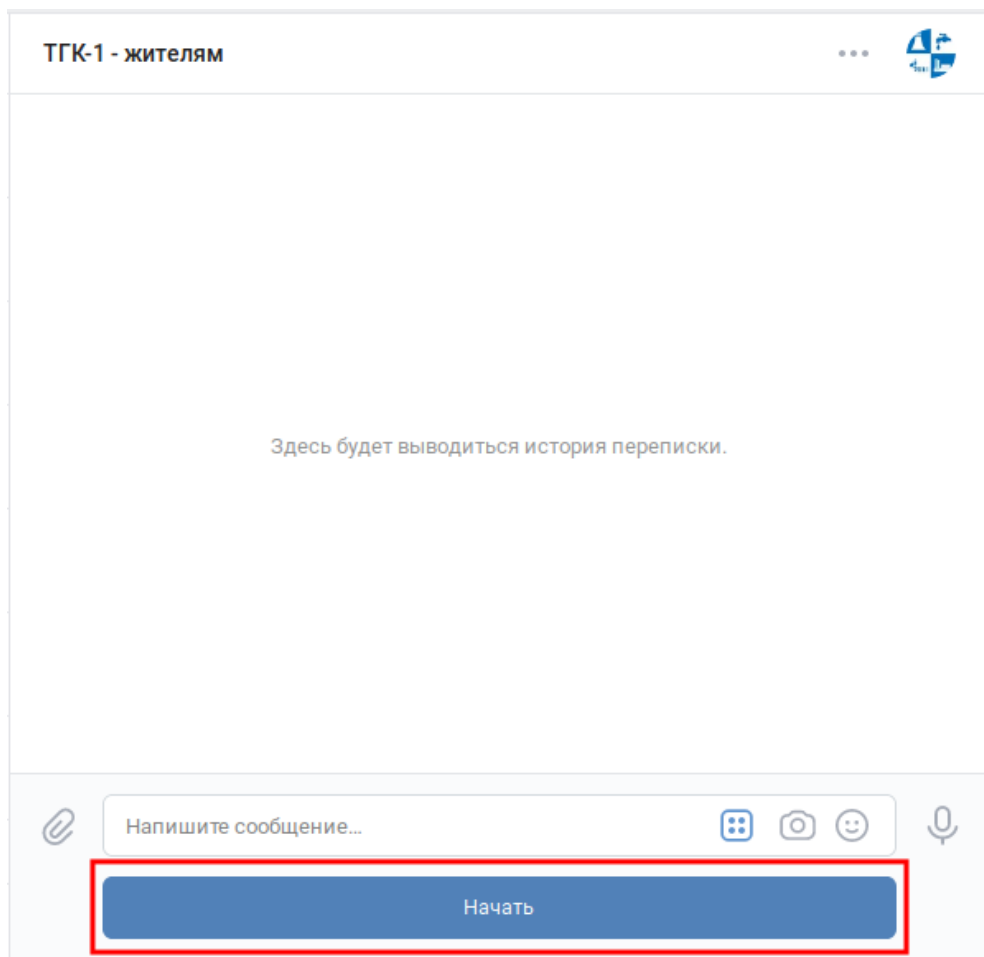 ТГК-1 - жителям
Здесь будет выводиться история переписки.
Напишите сообщение...
Начать